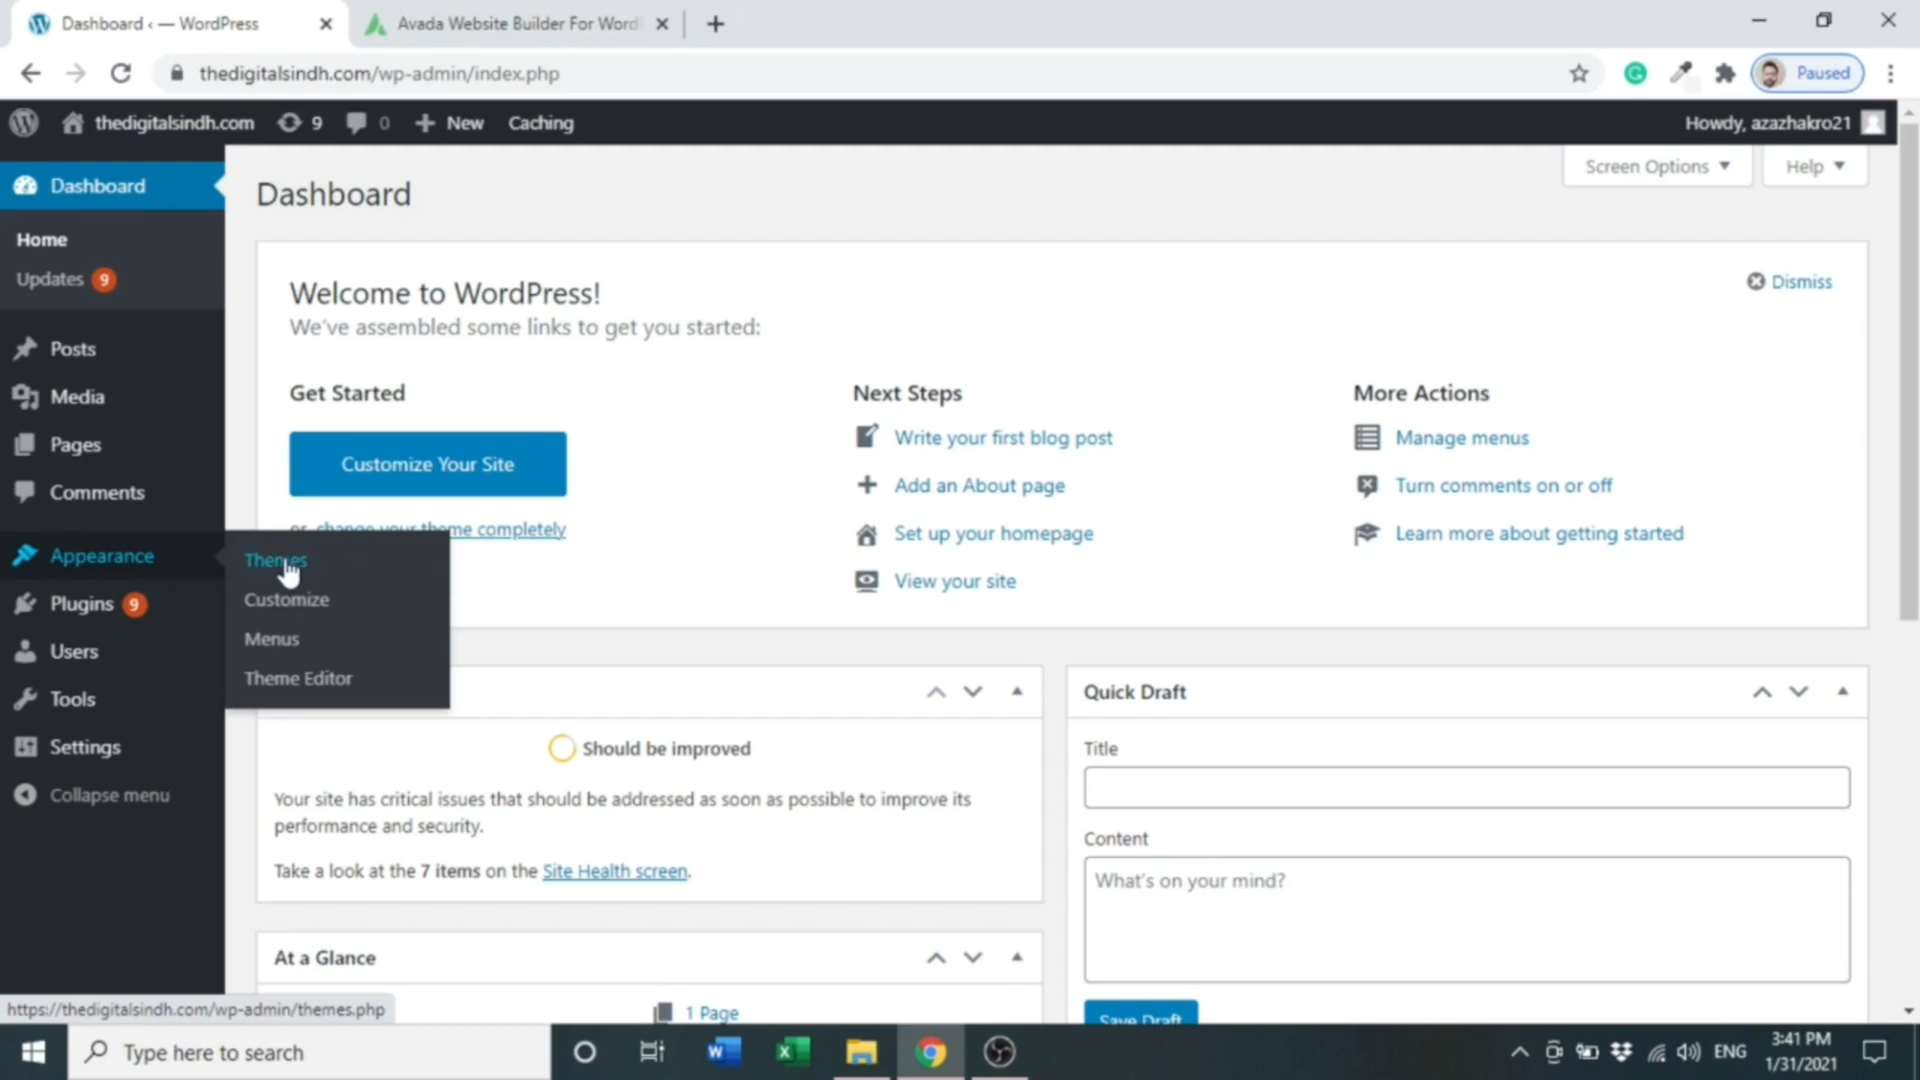 Dashboard ‹ — WordPress
Avada Website Builder For Word
thedigitalsindh.com/wp-admin/index.php
Paused
thedigitalsindh.com
9
0
New
Caching
Howdy, azazhakro21
Dashboard
Home
Updates 9
Posts
Media
Pages
Comments
Appearance
Plugins 9
Users
Tools
Settings
Collapse menu
Themes
Customize
Menus
Theme Editor
Dashboard
Screen Options
Help
Welcome to WordPress!
We've assembled some links to get you started:
Dismiss
Get Started
Customize Your Site
or change your theme completely
Next Steps
Write your first blog post
Add an About page
Set up your homepage
View your site
More Actions
Manage menus
Turn comments on or off
Learn more about getting started
Should be improved
Your site has critical issues that should be addressed as soon as possible to improve its
performance and security.
Take a look at the 7 items on the Site Health screen.
At a Glance
1 Page
Quick Draft
Title
Content
What's on your mind?
Save Draft
https://thedigitalsindh.com/wp-admin/themes.php
Type here to search
ENG
3:41 PM
1/31/2021